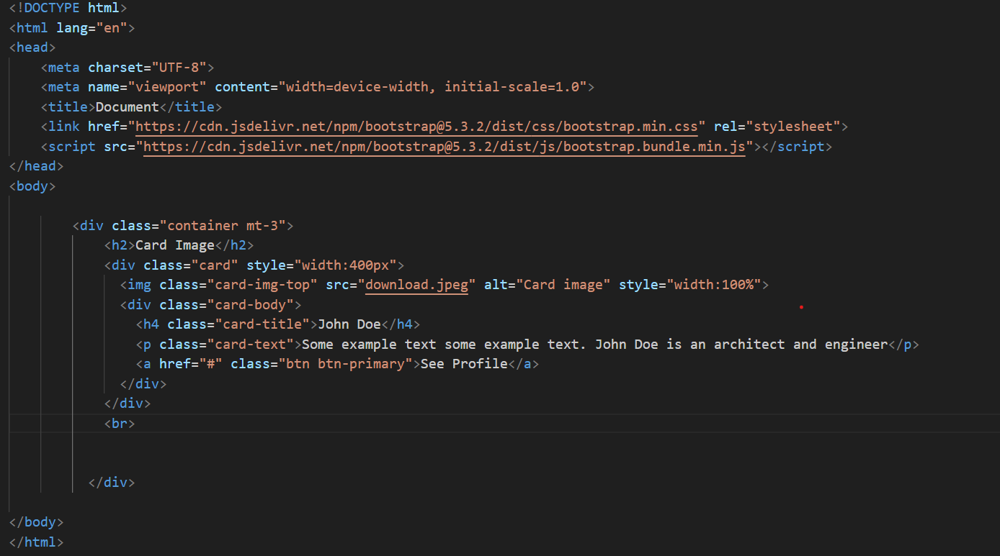 <!DOCTYPE html>
<html lang="en">
<head>
    <meta charset="UTF-8">
    <meta name="viewport" content="width=device-width, initial-scale=1.0">
    <title>Document</title>
    <link href="https://cdn.jsdelivr.net/npm/bootstrap@5.3.2/dist/css/bootstrap.min.css" rel="stylesheet">
    <script src="https://cdn.jsdelivr.net/npm/bootstrap@5.3.2/dist/js/bootstrap.bundle.min.js"></script>
</head>
<body>
        <div class="container mt-3">
            <h2>Card Image</h2>
            <div class="card" style="width:400px">
              <img class="card-img-top" src="download.jpeg" alt="Card image" style="width:100%">
              <div class="card-body">
                <h4 class="card-title">John Doe</h4>
                <p class="card-text">Some example text some example text. John Doe is an architect and engineer</p>
                <a href="#" class="btn btn-primary">See Profile</a>
              </div>
            </div>
            <br>
          </div>
</body>
</html>